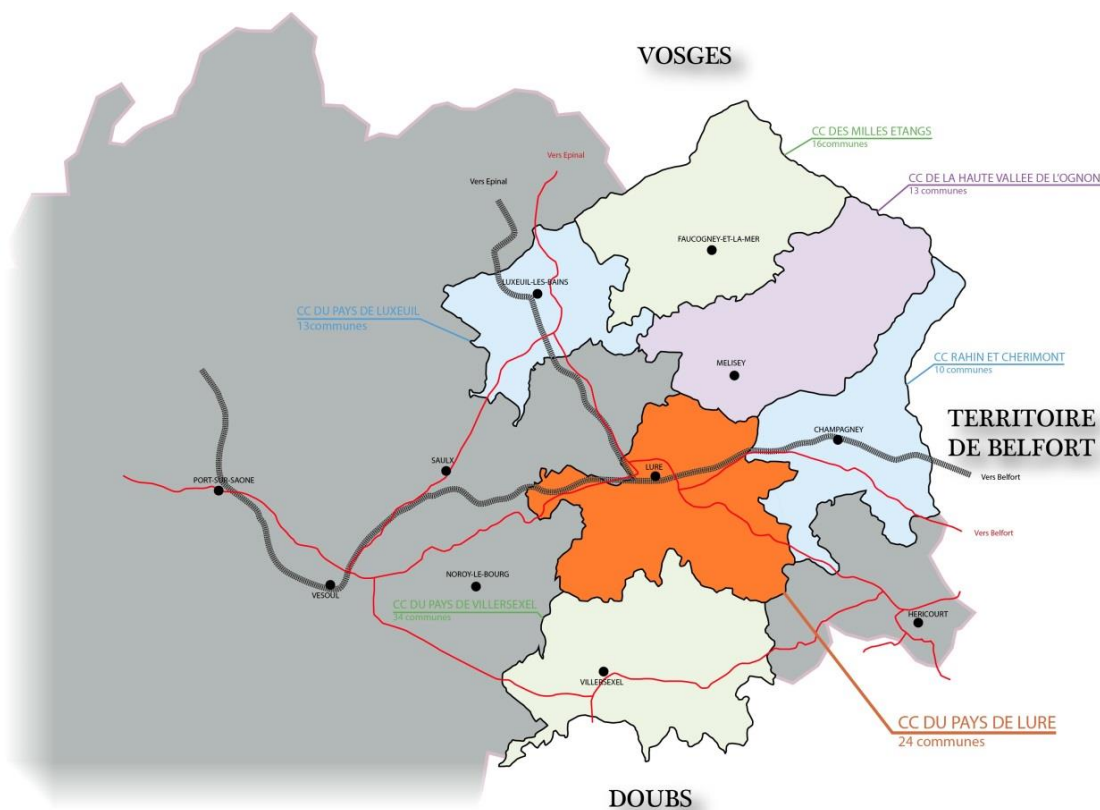 VOSGES
CC DES MILLES ETANGS
16communes
Vers Epinal
CC DE LA HAUTE VALLEE DE L'OGNON
13 communes
Vers Epinal
FAUCOGNEY-ET-LA-MER
LUXEUIL-LES-BAINS
CC DU PAYS DE LUXEUIL
13communes
CC RAHIN ET CHERIMONT
10 communes
MELISEY
TERRITOIRE
DE BELFORT
CHAMPAGNEY
SAULX
LURE
Vers Belfort
PORT-SUR-SAONE
Vers Belfort
NOROY-LE-BOURG
CC DU PAYS DE VILLERSEXEL
34 communes
VESOUL
HERICOURT
VILLERSEXEL
CC DU PAYS DE LURE
24 communes
DOUBS